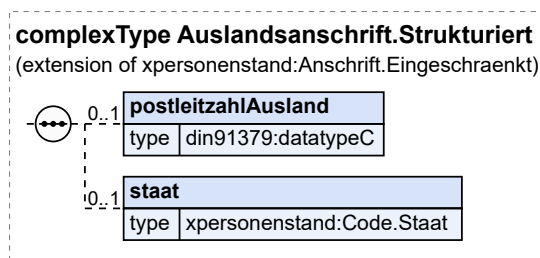 complexType Auslandsanschrift.Strukturiert
(extension of xpersonenstand:Anschrift.Eingeschraenkt)
0..1
postleitzahlAusland
type din91379:datatypeC
0..1
staat
type xpersonenstand:Code.Staat